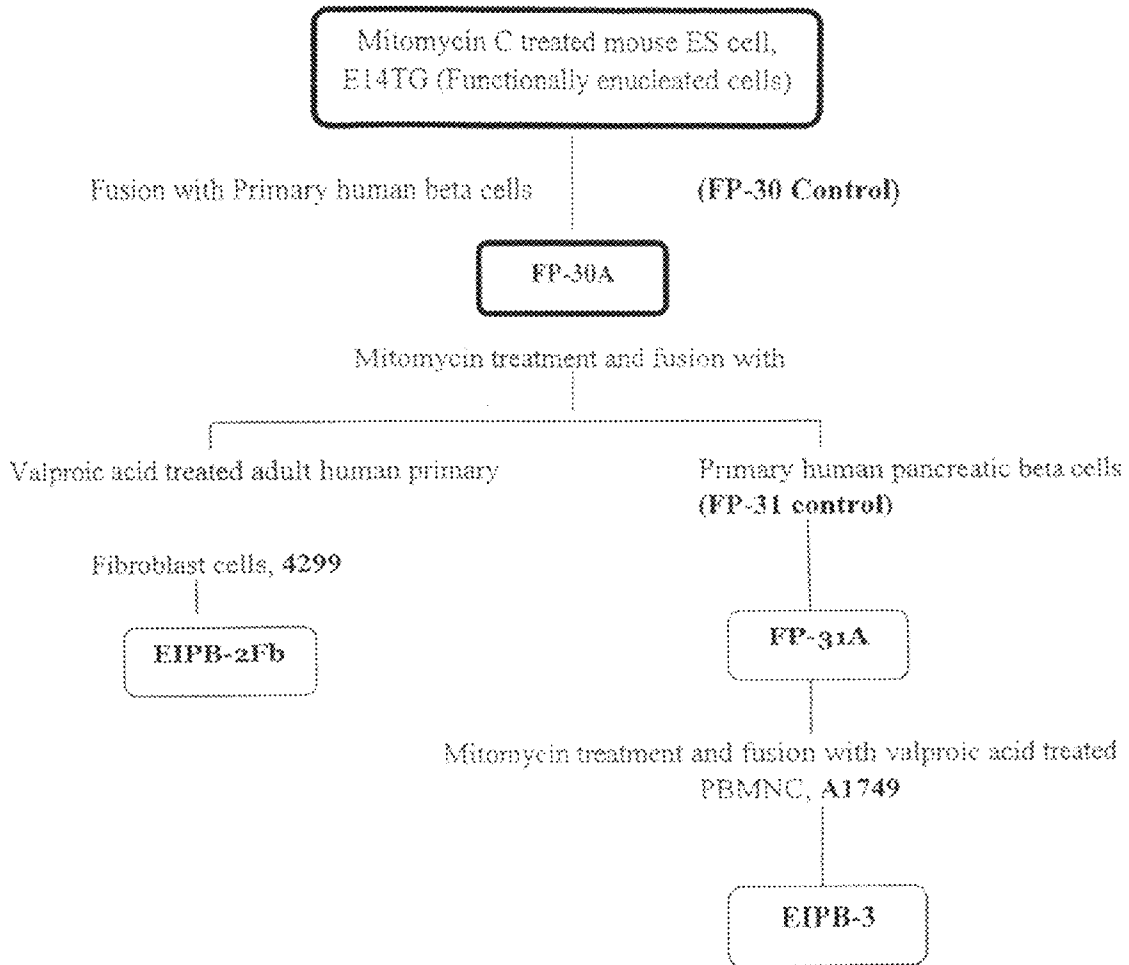 Mitomycin C treated mouse ES cell,
E14TG (Functionally enucleated cells)
Fusion with Primary human beta cells
(FP-30 Control)
FP-30A
Mitomycin treatment and fusion with
Valproic acid treated adult human primary
Primary human pancreatic beta cells
(FP-31 control)
Fibroblast cells, 4299
EIPB-2Fb
FP-31A
Mitomycin treatment and fusion with valproic acid treated
PBMNC, A1749
EIPB-3